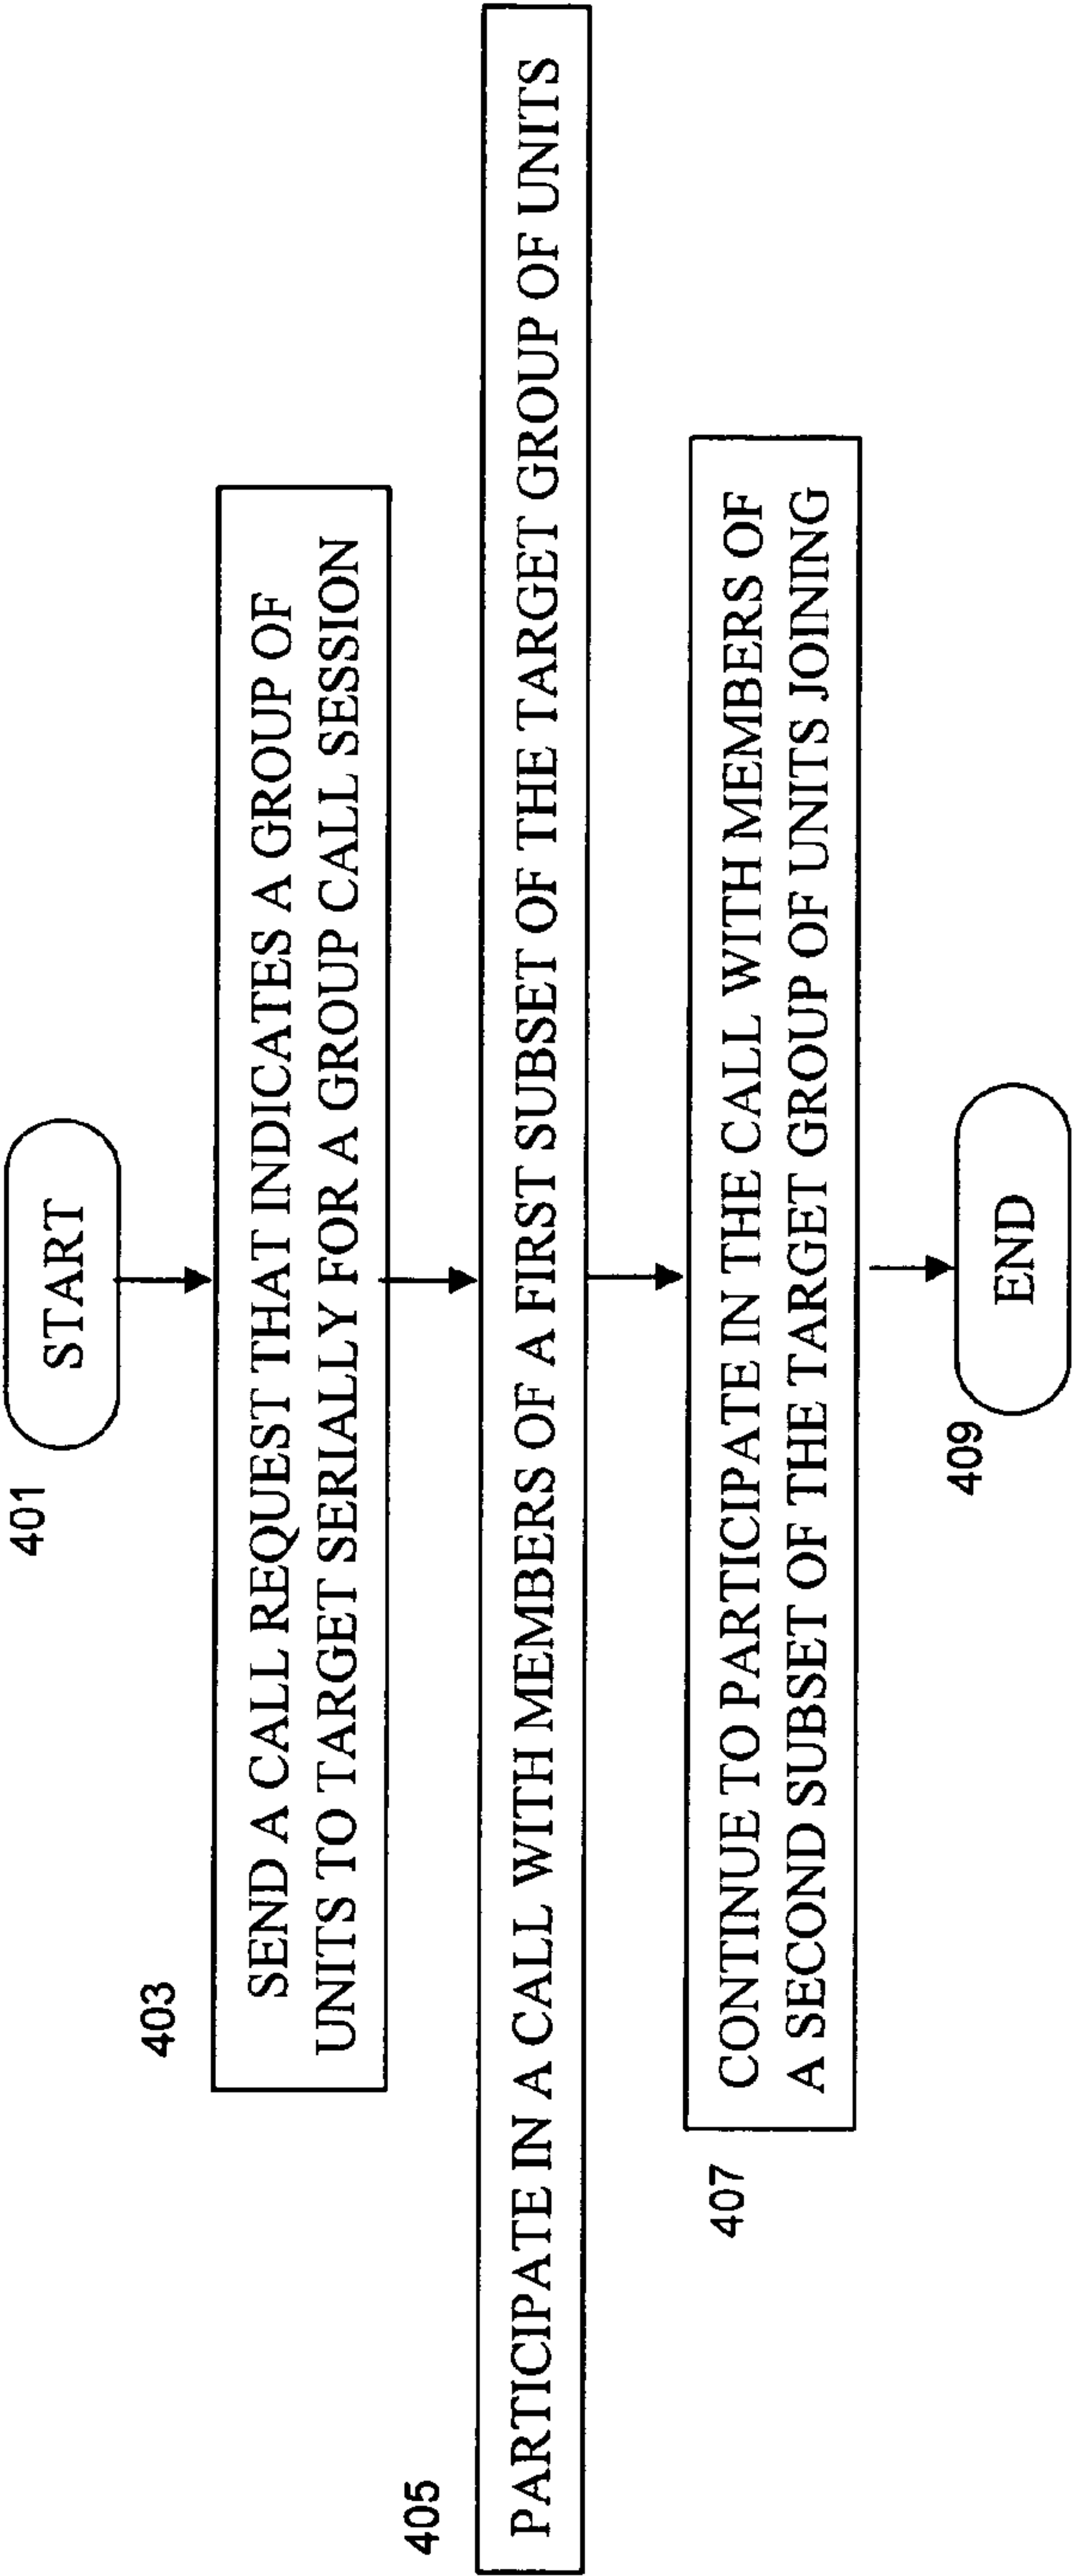 401
START
403
SEND A CALL REQUEST THAT INDICATES A GROUP OF
UNITS TO TARGET SERIALLY FOR A GROUP CALL SESSION
405
PARTICIPATE IN A CALL WITH MEMBERS OF A FIRST SUBSET OF THE TARGET GROUP OF UNITS
407
CONTINUE TO PARTICIPATE IN THE CALL WITH MEMBERS OF
A SECOND SUBSET OF THE TARGET GROUP OF UNITS JOINING
409
END